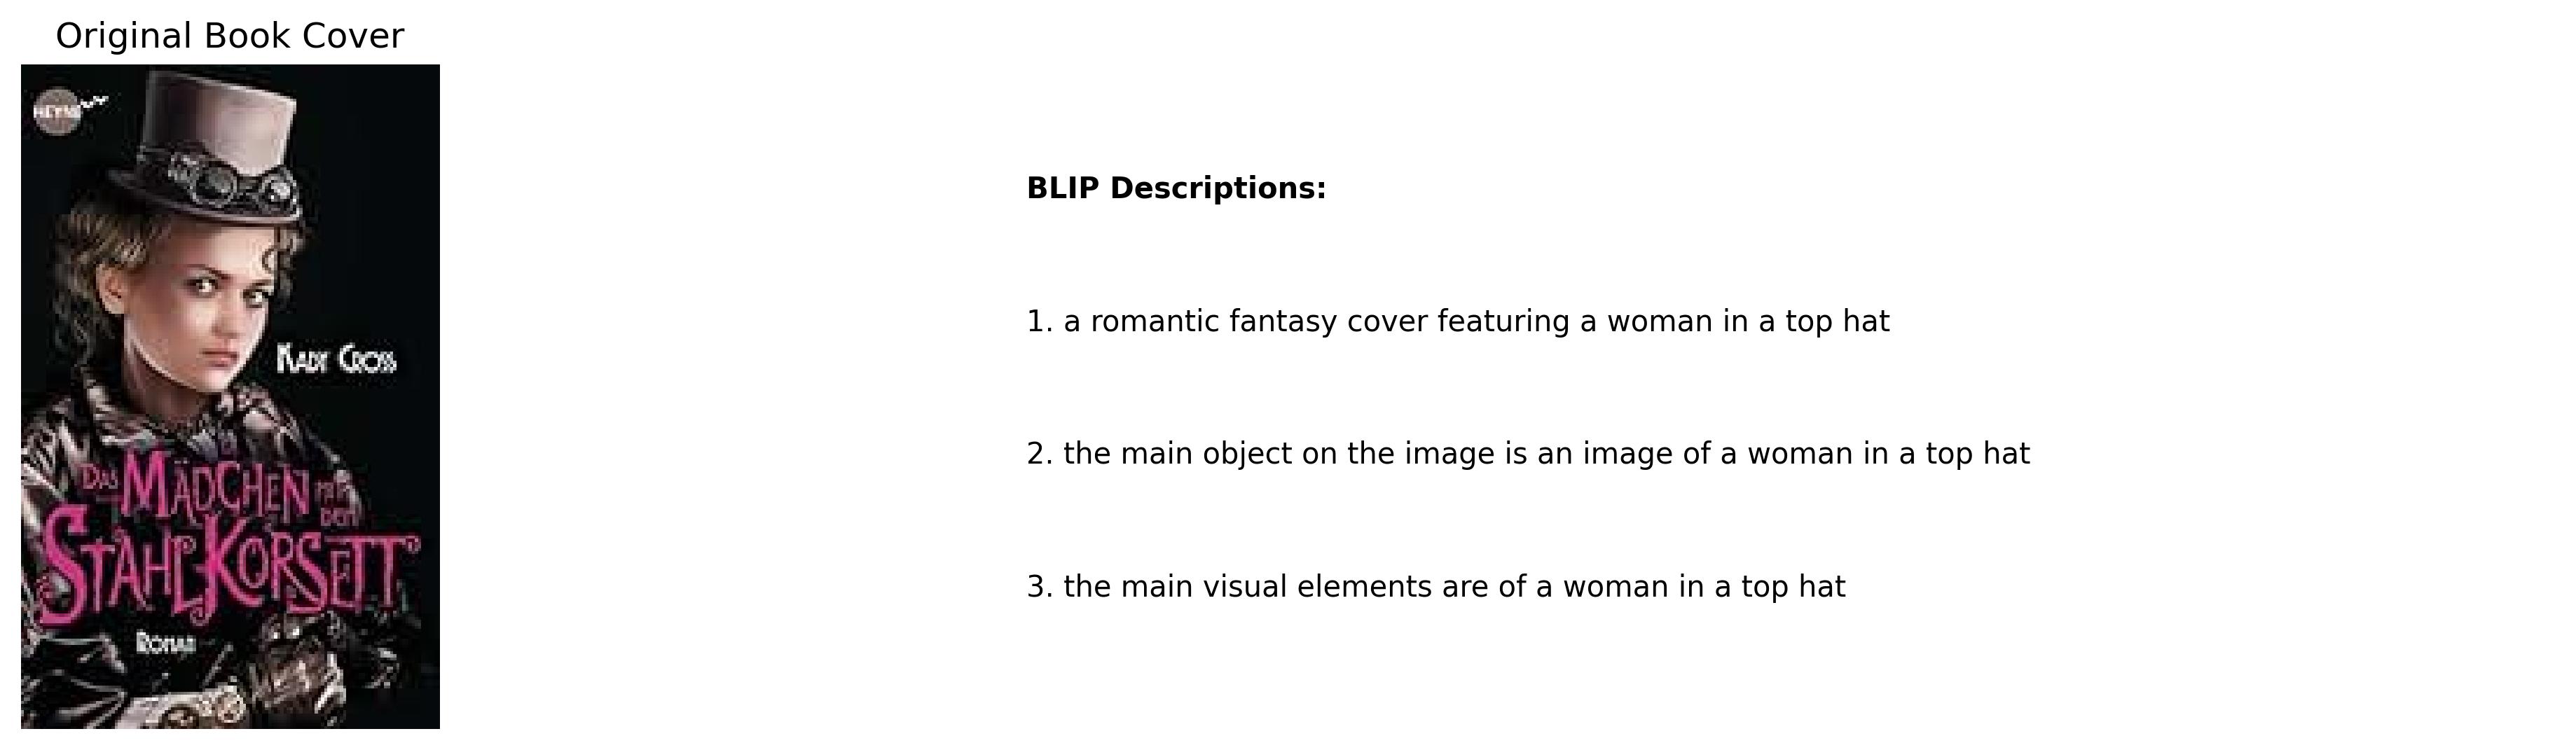 Original Book Cover
HEYNE
KADY CROSS
DAS MÄDCHEN MIT
DEM
STAHLKORSETT
ROMAN
BLIP Descriptions:
1. a romantic fantasy cover featuring a woman in a top hat
2. the main object on the image is an image of a woman in a top hat
3. the main visual elements are of a woman in a top hat